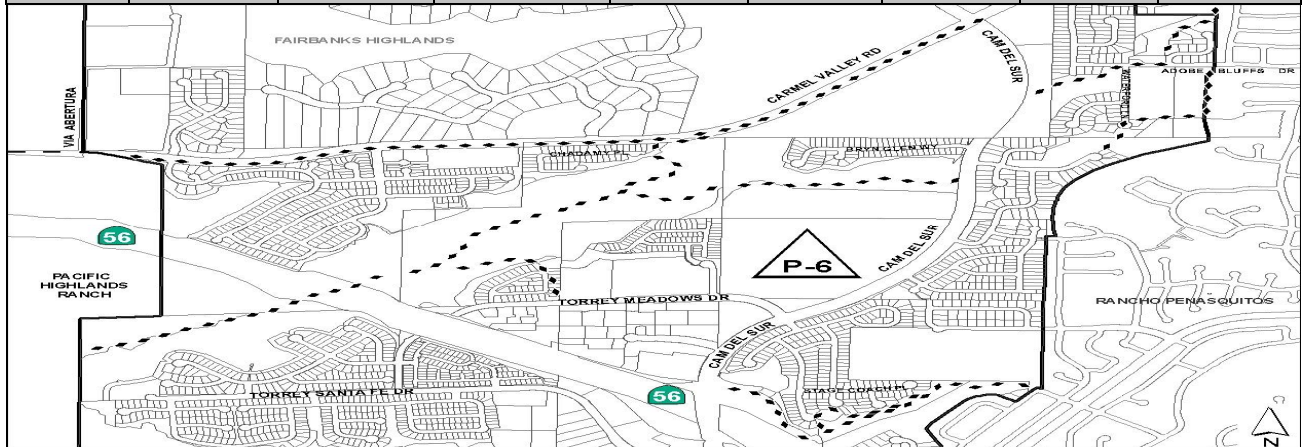 FAIRBANKS HIGHLANDS
CARMEL VALLEY RD
CAM DEL SUR
ADOBE BLUFFS DR
VIA ABERTURA
BRYN GLEN WY
56
P-6
CAM DEL SUR
PACIFIC
HIGHLANDS
RANCH
TORREY MEADOWS DR
RANCHO PENASQUITOS
CAM DEL SUR
56
STAGE COACH PL
TORREY SANTA FE DR
N